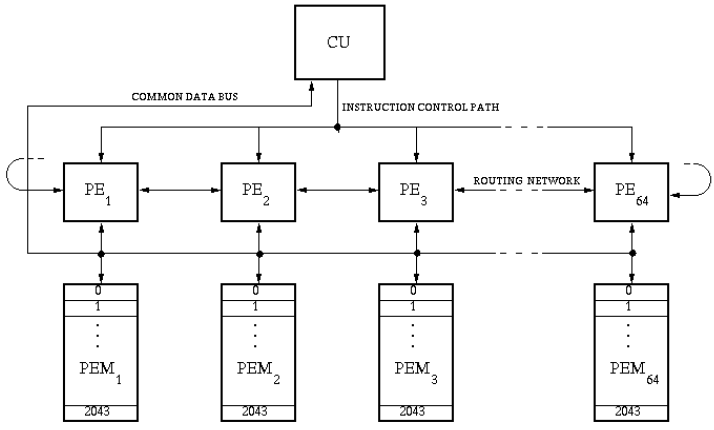 CU
COMMON DATA BUS
INSTRUCTION CONTROL PATH
PE1 PE2 PE3 ROUTING NETWORK PE64
0 0 0 0
1 1 1 1
PEM1 PEM2 PEM3 PEM64
2043 2043 2043 2043